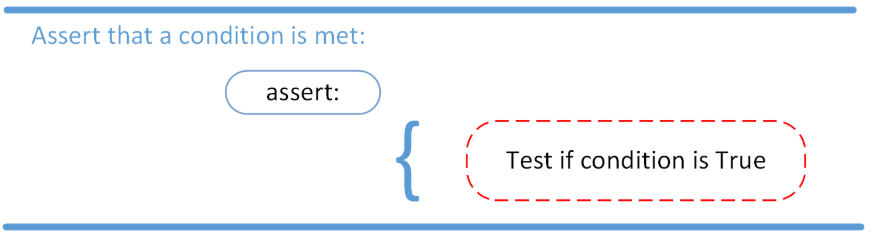 Assert that a condition is met:
assert:
{
Test if condition is True